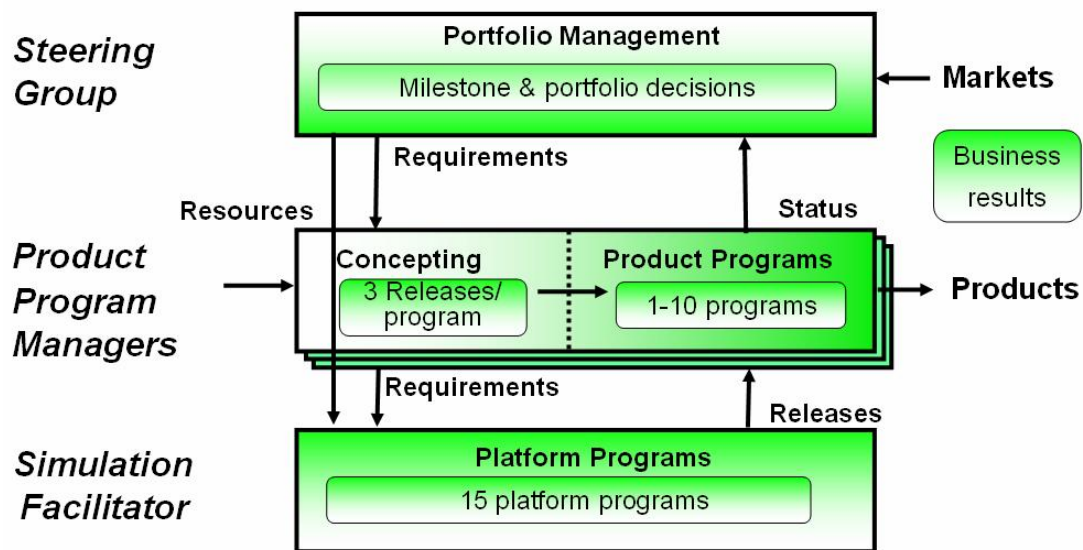 Steering
Group
Portfolio Management
Milestone & portfolio decisions
Markets
Requirements
Business
results
Resources
Status
Product
Program
Managers
Concepting
3 Releases/
program
Product Programs
1-10 programs
Products
Requirements
Releases
Simulation
Facilitator
Platform Programs
15 platform programs